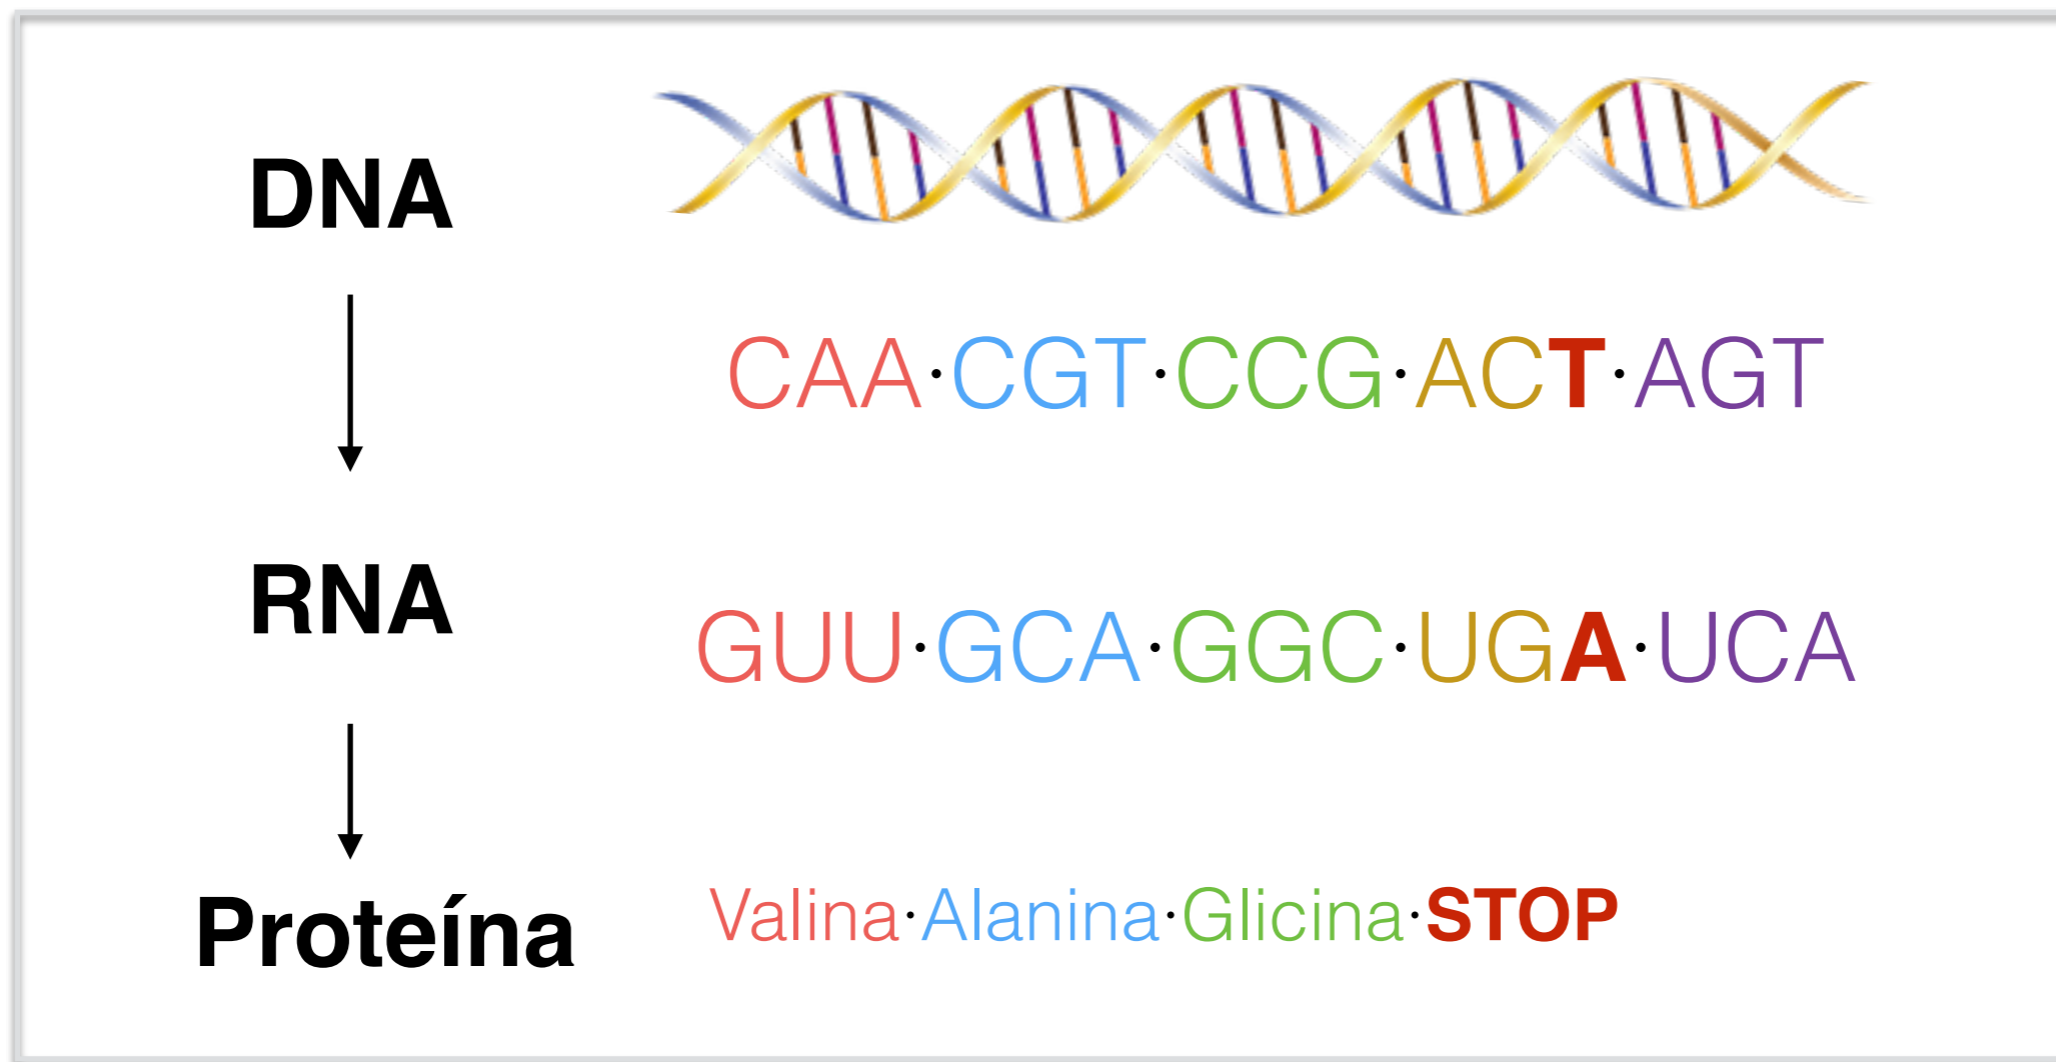 DNA
CAA·CGT·CCG·ACT·AGT
RNA
GUU·GCA·GGC·UGA·UCA
Proteína
Valina·Alanina·Glicina·STOP